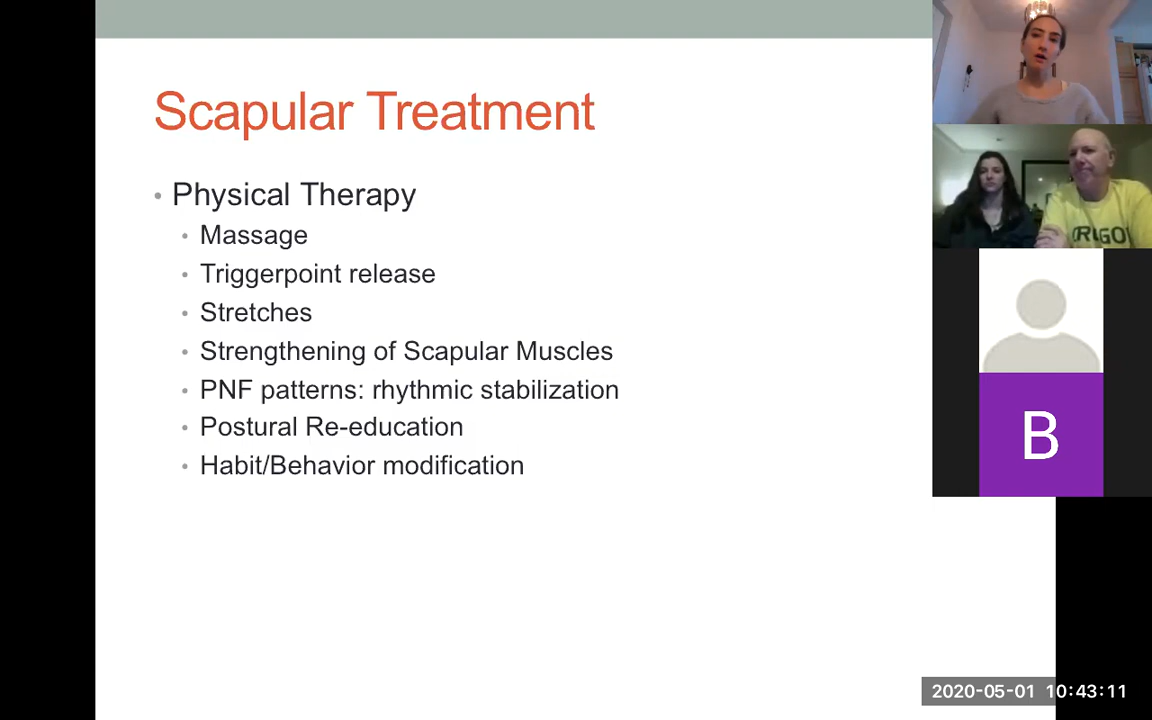 Scapular Treatment
• Physical Therapy
• Massage
• Triggerpoint release
• Stretches
• Strengthening of Scapular Muscles
• PNF patterns: rhythmic stabilization
• Postural Re-education
• Habit/Behavior modification
B
2020-05-01 10:43:11